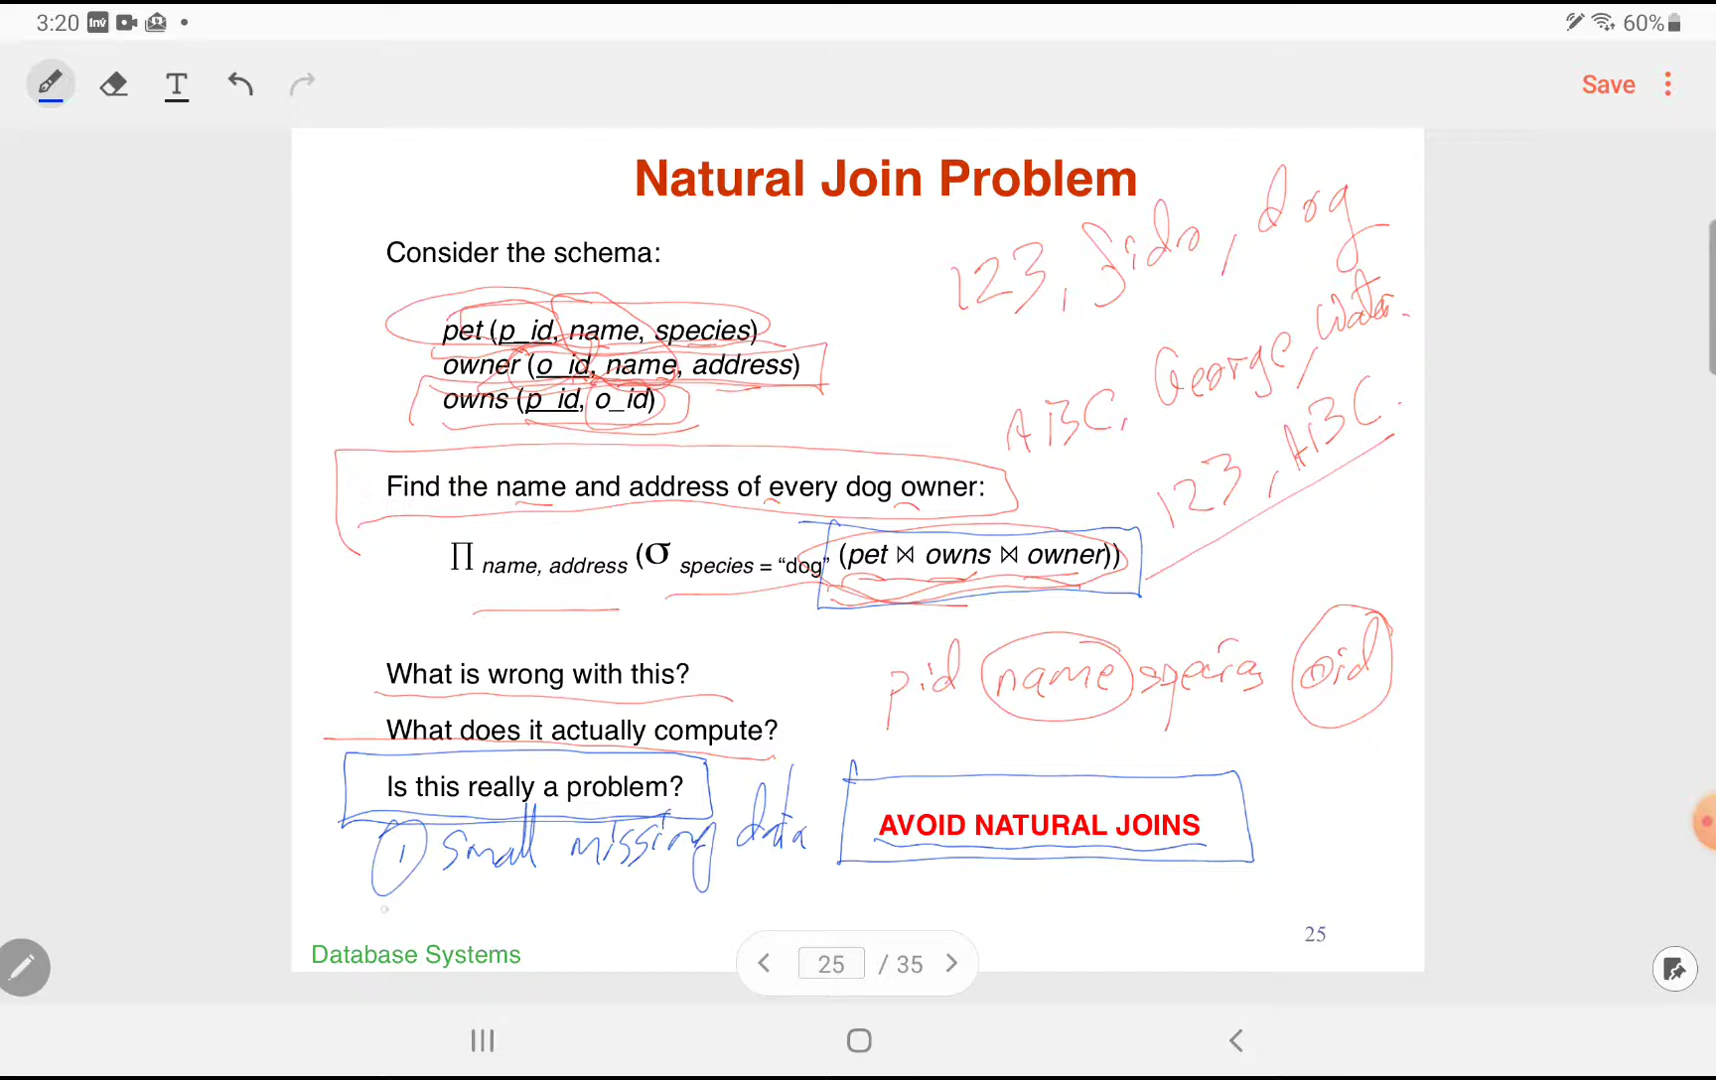 3:20 60%
T Save
Natural Join Problem
123, fido, dog
Consider the schema:
pet (p_id, name, species)
owner (o_id, name, address)
owns (p_id, o_id)
ABC, George, Water.
123, ABC
Find the name and address of every dog owner:
∏ name, address (σ species = “dog” (pet ⋈ owns ⋈ owner))
What is wrong with this?
pid name species oid
What does it actually compute?
Is this really a problem?
① small missing data
AVOID NATURAL JOINS
25
Database Systems
25 / 35